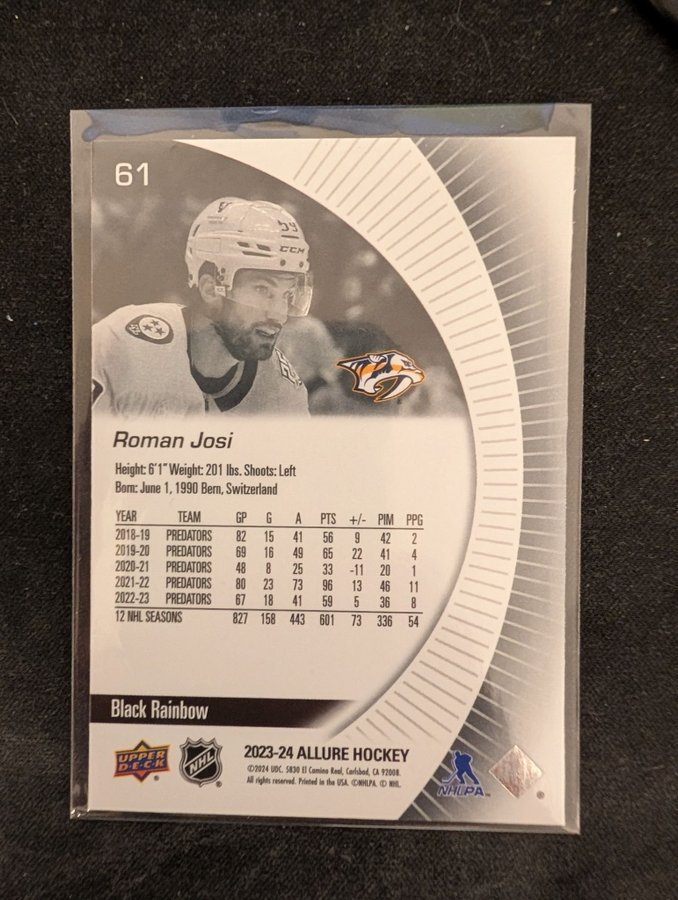 61
59
CCM
Roman Josi
Height: 6'1" Weight: 201 lbs. Shoots: Left
Born: June 1, 1990 Bern, Switzerland
YEAR TEAM GP G A PTS +/- PIM PPG
2018-19 PREDATORS 82 15 41 56 9 42 2
2019-20 PREDATORS 69 16 49 65 22 41 4
2020-21 PREDATORS 48 8 25 33 -11 20 1
2021-22 PREDATORS 80 23 73 96 13 46 11
2022-23 PREDATORS 67 18 41 59 5 36 8
12 NHL SEASONS 827 158 443 601 73 336 54
Black Rainbow
UPPER DECK ®
NHL ®
2023-24 ALLURE HOCKEY
©2024 UDC. 5830 El Camino Real, Carlsbad, CA 92008.
All rights reserved. Printed in the USA. ©NHLPA. © NHL.
NHLPA™
®